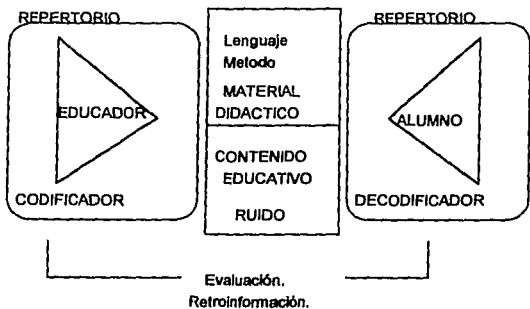 REPERTORIO
EDUCADOR
CODIFICADOR
Lenguaje
Metodo
MATERIAL
DIDACTICO
CONTENIDO
EDUCATIVO
RUIDO
REPERTORIO
ALUMNO
DECODIFICADOR
Evaluación.
Retroinformación.